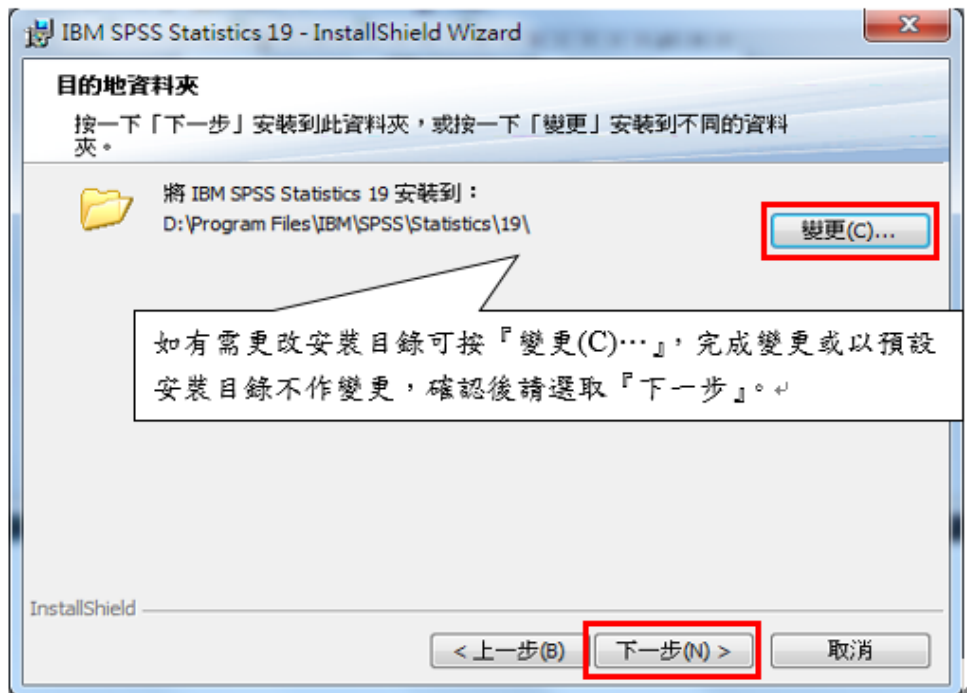 IBM SPSS Statistics 19 - InstallShield Wizard
目的地資料夾
按一下「下一步」安裝到此資料夾，或按一下「變更」安裝到不同的資料
夾。
將 IBM SPSS Statistics 19 安裝到：
D:\Program Files\IBM\SPSS\Statistics\19\
變更(C)...
如有需更改安裝目錄可按『變更(C)…』，完成變更或以預設
安裝目錄不作變更，確認後請選取『下一步』。↵
InstallShield
< 上一步(B)
下一步(N) >
取消